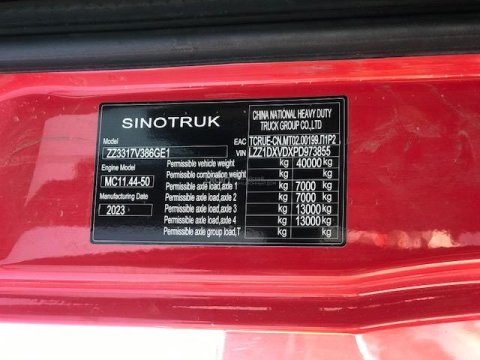 SINOTRUK
CHINA NATIONAL HEAVY DUTY
TRUCK GROUP CO.,LTD
Model
ZZ3317V386GE1
EAC TCRUE-CN.MT02.00199.П1P2
VIN LZZ1DXVDXPD973855
Engine Model
MC11.44-50
Manufacturing Date
2023
Permissible vehicle weight kg 40000 kg
Permissible combination weight kg kg
Permissible axle load, axle 1 kg 7000 kg
Permissible axle load, axle 2 kg 7000 kg
Permissible axle load, axle 3 kg 13000 kg
Permissible axle load, axle 4 kg 13000 kg
Permissible axle group load,T kg kg